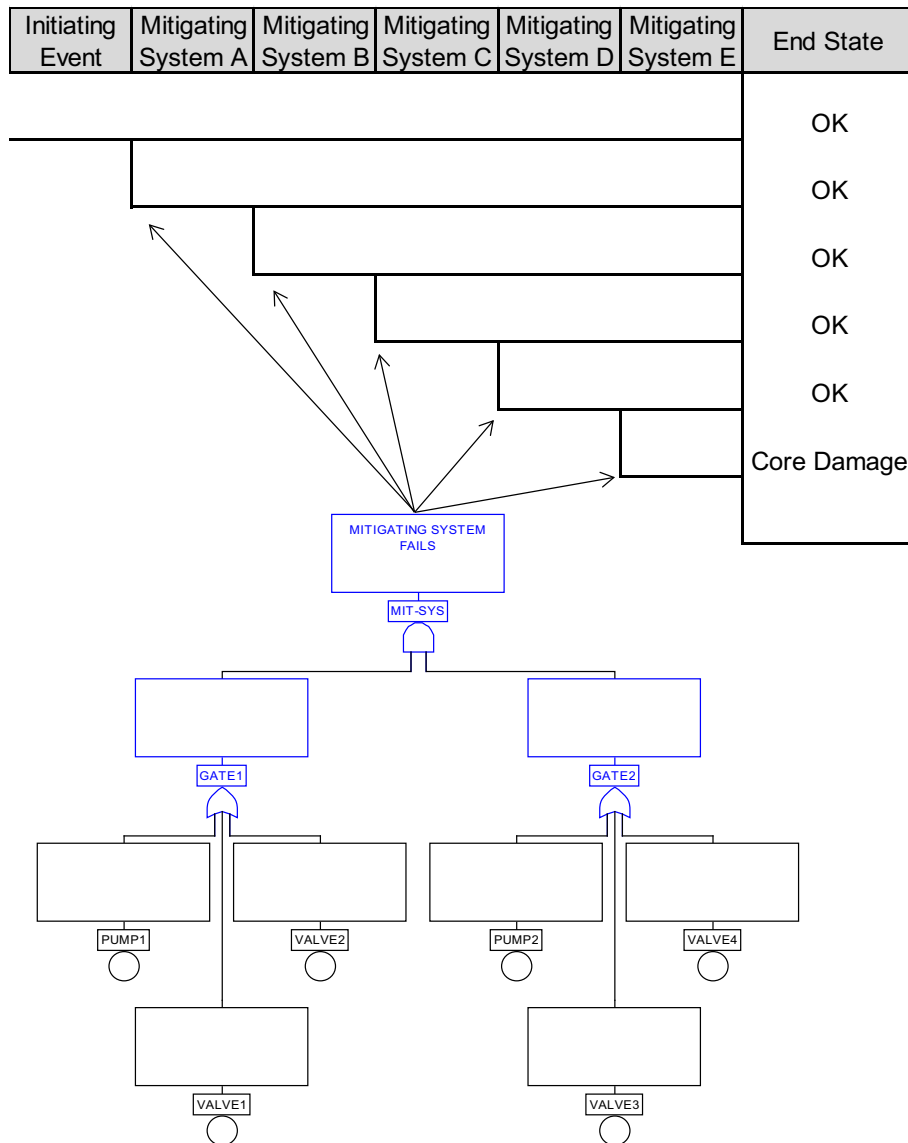 Initiating Event
Mitigating System A
Mitigating System B
Mitigating System C
Mitigating System D
Mitigating System E
End State
OK
OK
OK
OK
OK
Core Damage
MITIGATING SYSTEM
FAILS
MIT-SYS
GATE1
GATE2
PUMP1
VALVE2
PUMP2
VALVE4
VALVE1
VALVE3